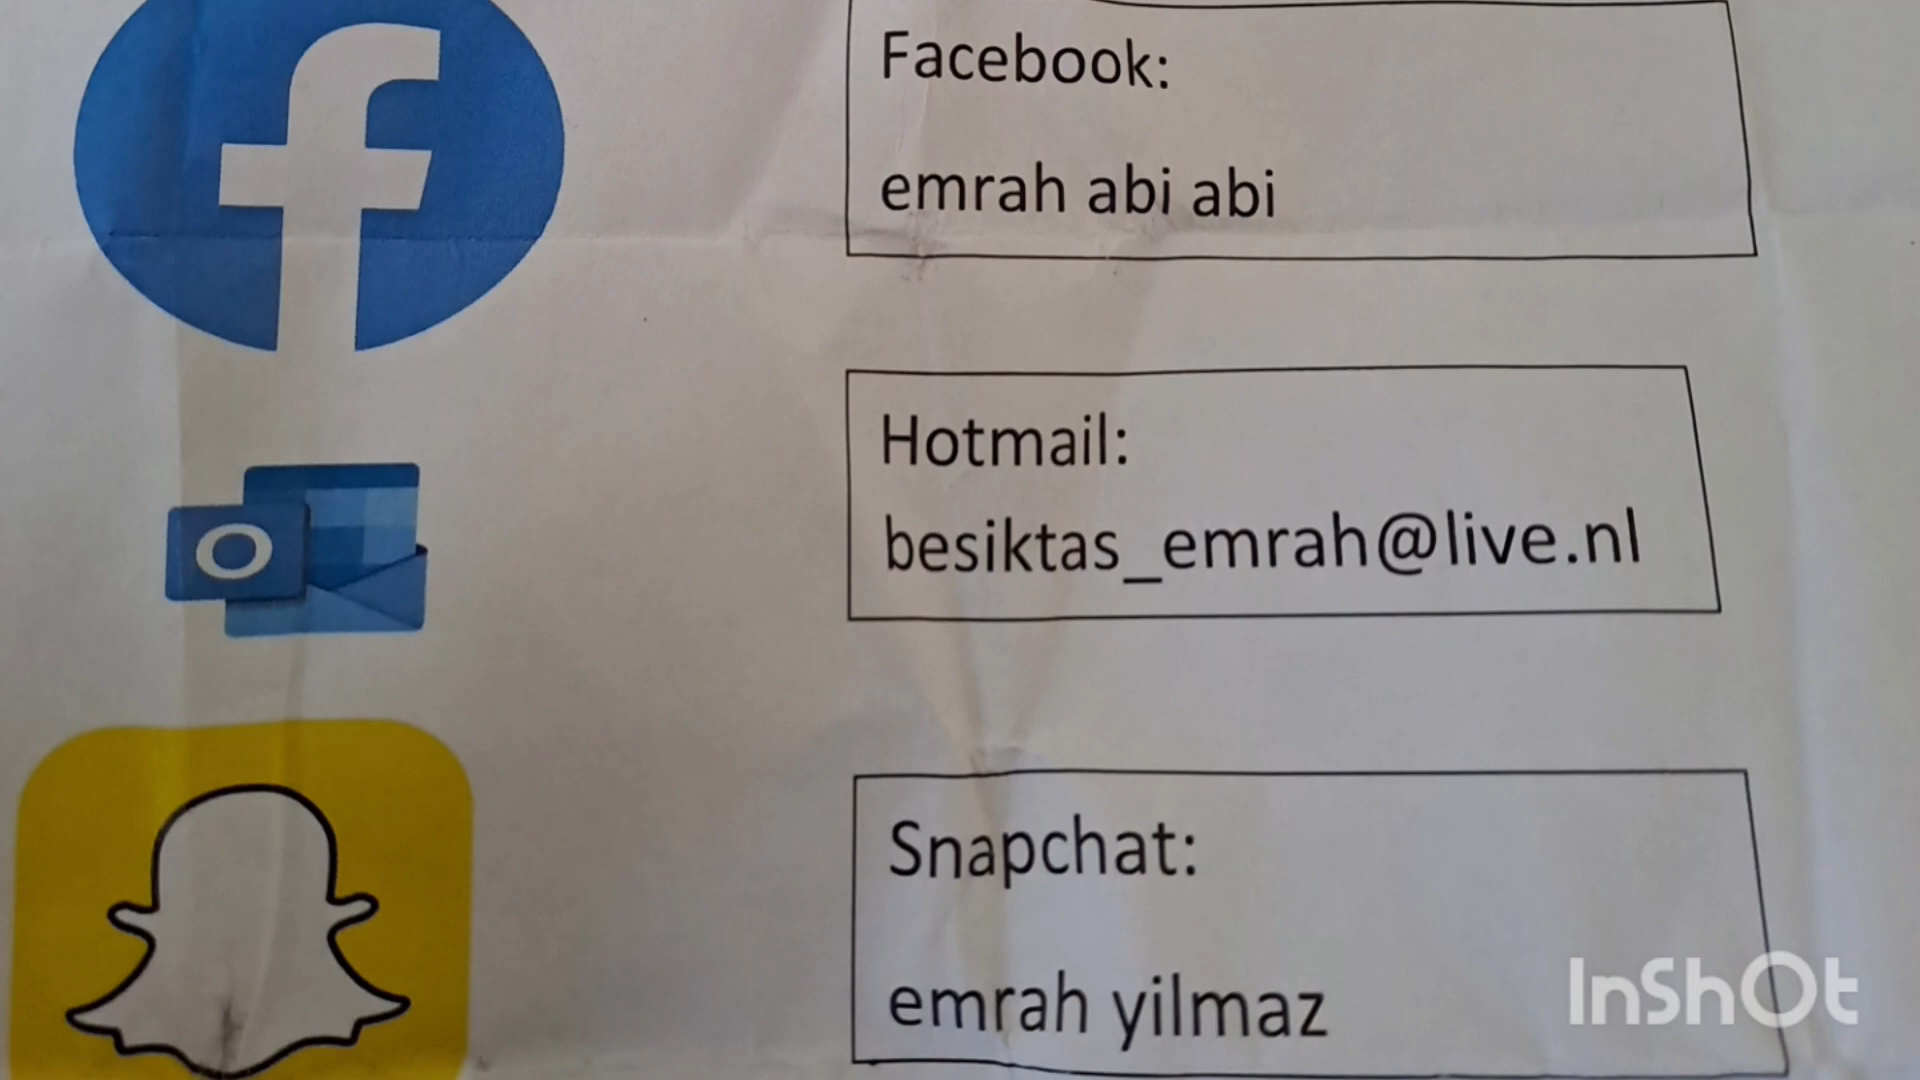 Facebook:
emrah abi abi
Hotmail:
besiktas_emrah@live.nl
Snapchat:
emrah yilmaz
InShOt